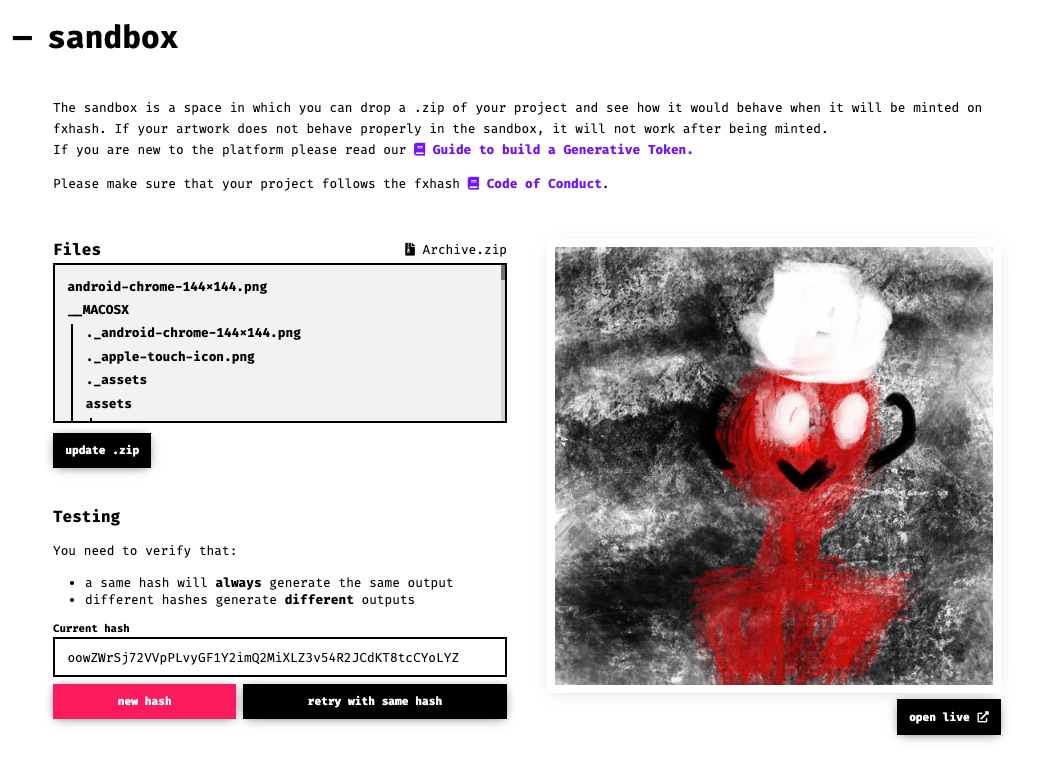 — sandbox
The sandbox is a space in which you can drop a .zip of your project and see how it would behave when it will be minted on
fxhash. If your artwork does not behave properly in the sandbox, it will not work after being minted.
If you are new to the platform please read our Guide to build a Generative Token.
Please make sure that your project follows the fxhash Code of Conduct.
Files
Archive.zip
android-chrome-144×144.png
__MACOSX
._android-chrome-144×144.png
._apple-touch-icon.png
._assets
assets
update .zip
Testing
You need to verify that:
• a same hash will always generate the same output
• different hashes generate different outputs
Current hash
oowZWrSj72VVpPLvyGF1Y2imQ2MiXLZ3v54R2JCdKT8tcCYoLYZ
new hash
retry with same hash
open live